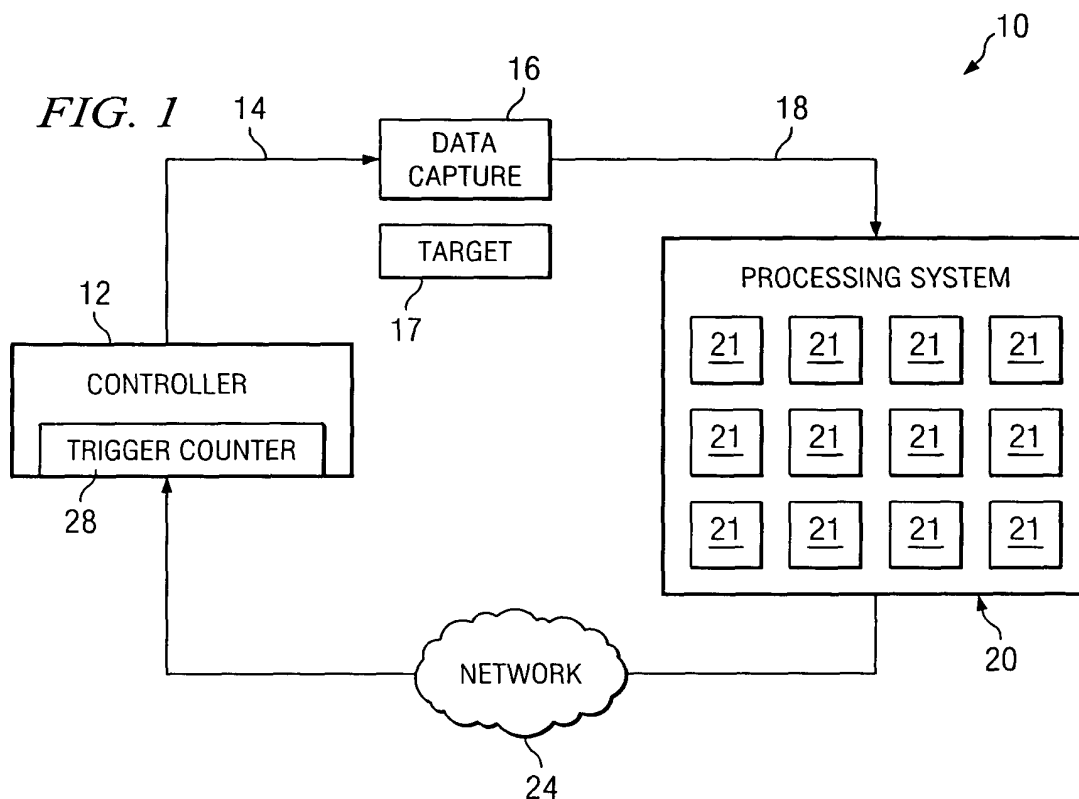 10
FIG. 1
14
16
18
DATA
CAPTURE
TARGET
17
PROCESSING SYSTEM
21 21 21 21
21 21 21 21
21 21 21 21
20
12
CONTROLLER
TRIGGER COUNTER
28
NETWORK
24